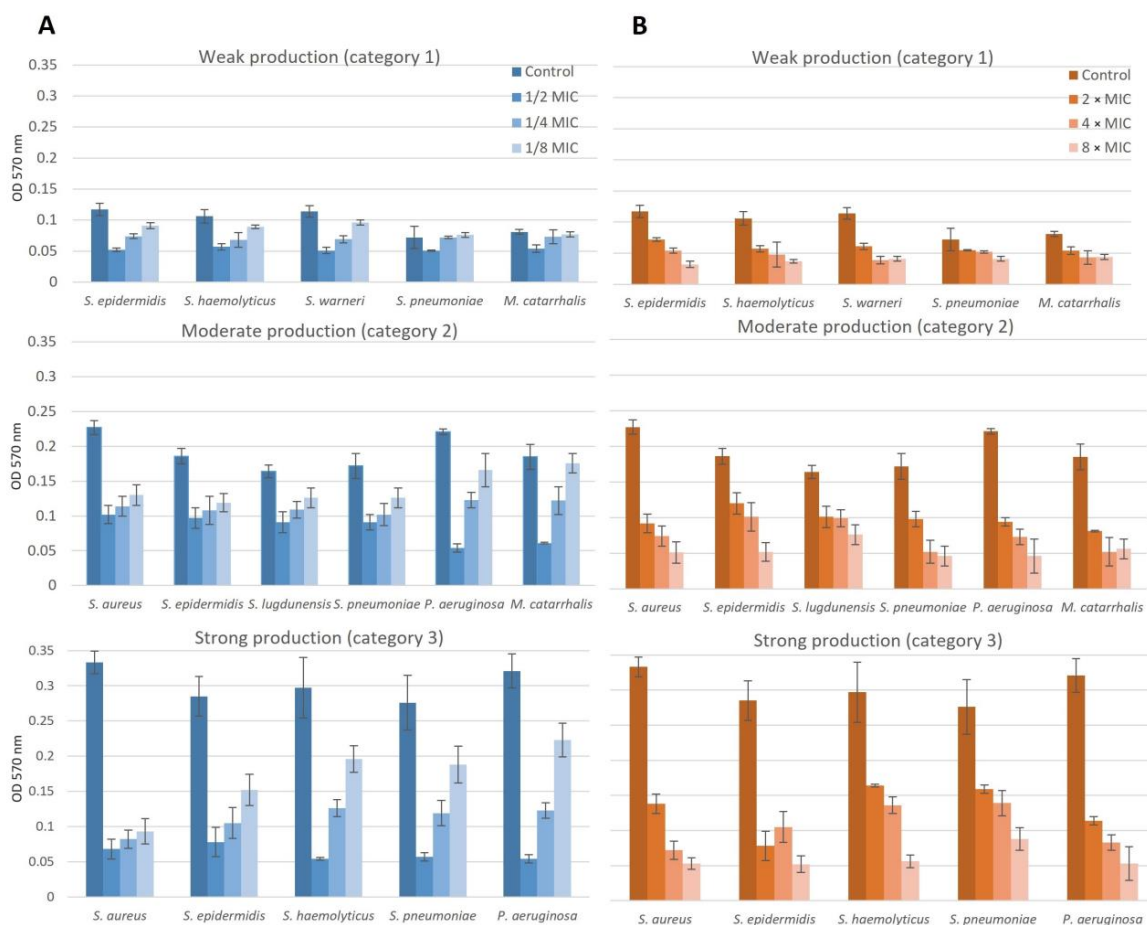 A
Weak production (category 1)
0.35
0.3
0.25
0.2
0.15
0.1
0.05
0
OD 570 nm
Control
1/2 MIC
1/4 MIC
1/8 MIC
S. epidermidis S. haemolyticus S. warneri S. pneumoniae M. catarrhalis
Moderate production (category 2)
0.35
0.3
0.25
0.2
0.15
0.1
0.05
0
OD 570 nm
S. aureus S. epidermidis S. lugdunensis S. pneumoniae P. aeruginosa M. catarrhalis
Strong production (category 3)
0.35
0.3
0.25
0.2
0.15
0.1
0.05
0
OD 570 nm
S. aureus S. epidermidis S. haemolyticus S. pneumoniae P. aeruginosa
B
Weak production (category 1)
Control
2 × MIC
4 × MIC
8 × MIC
S. epidermidis S. haemolyticus S. warneri S. pneumoniae M. catarrhalis
Moderate production (category 2)
S. aureus S. epidermidis S. lugdunensis S. pneumoniae P. aeruginosa M. catarrhalis
Strong production (category 3)
S. aureus S. epidermidis S. haemolyticus S. pneumoniae P. aeruginosa